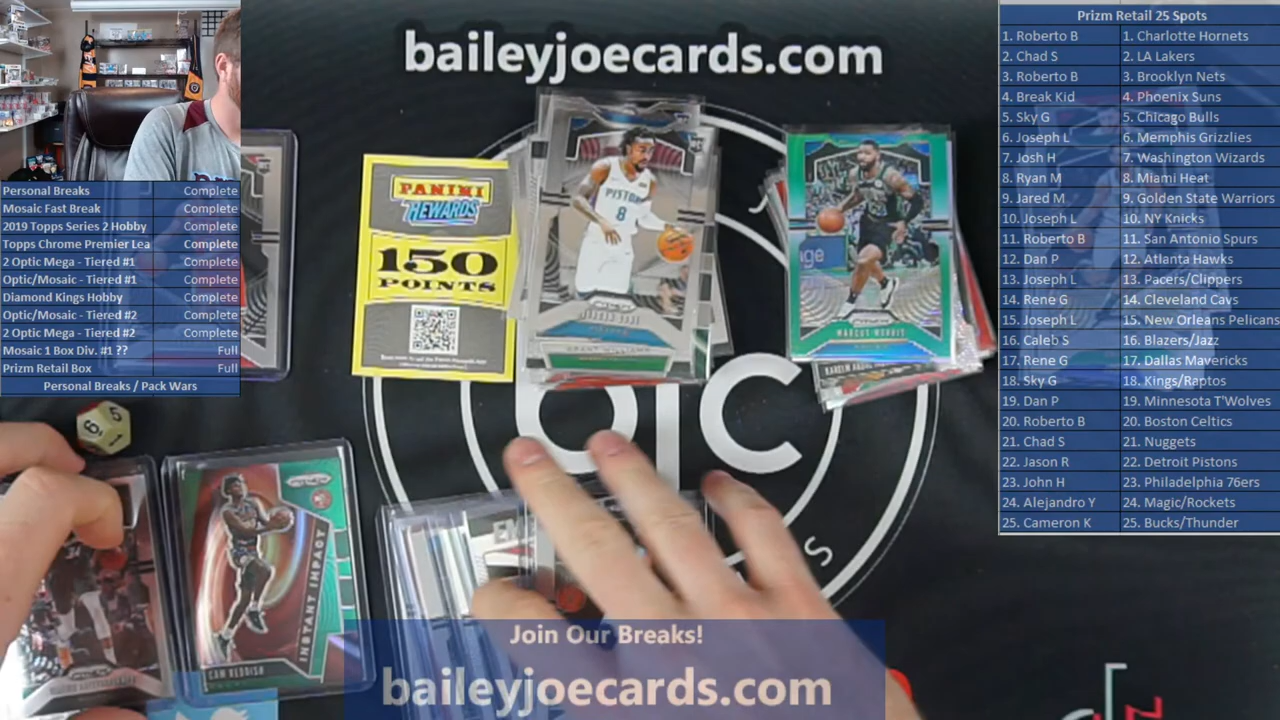 baileyjoecards.com
Prizm Retail 25 Spots
1. Roberto B 1. Charlotte Hornets
2. Chad S 2. LA Lakers
3. Roberto B 3. Brooklyn Nets
4. Break Kid 4. Phoenix Suns
5. Sky G 5. Chicago Bulls
6. Joseph L 6. Memphis Grizzlies
7. Josh H 7. Washington Wizards
8. Ryan M 8. Miami Heat
9. Jared M 9. Golden State Warriors
10. Joseph L 10. NY Knicks
11. Roberto B 11. San Antonio Spurs
12. Dan P 12. Atlanta Hawks
13. Joseph L 13. Pacers/Clippers
14. Rene G 14. Cleveland Cavs
15. Joseph L 15. New Orleans Pelicans
16. Caleb S 16. Blazers/Jazz
17. Rene G 17. Dallas Mavericks
18. Sky G 18. Kings/Raptos
19. Dan P 19. Minnesota T'Wolves
20. Roberto B 20. Boston Celtics
21. Chad S 21. Nuggets
22. Jason R 22. Detroit Pistons
23. John H 23. Philadelphia 76ers
24. Alejandro Y 24. Magic/Rockets
25. Cameron K 25. Bucks/Thunder
Personal Breaks Complete
Mosaic Fast Break Complete
2019 Topps Series 2 Hobby Complete
Topps Chrome Premier Lea Complete
2 Optic Mega - Tiered #1 Complete
Optic/Mosaic - Tiered #1 Complete
Diamond Kings Hobby Complete
Optic/Mosaic - Tiered #2 Complete
2 Optic Mega - Tiered #2 Complete
Mosaic 1 Box Div. #1 ?? Full
Prizm Retail Box Full
Personal Breaks / Pack Wars
PANINI
REWARDS
150
POINTS
PISTONS
8
MARCUS MORRIS
bjc
S
5
6
1
PRIZM
INSTANT IMPACT
CAM REDDISH
Join Our Breaks!
baileyjoecards.com